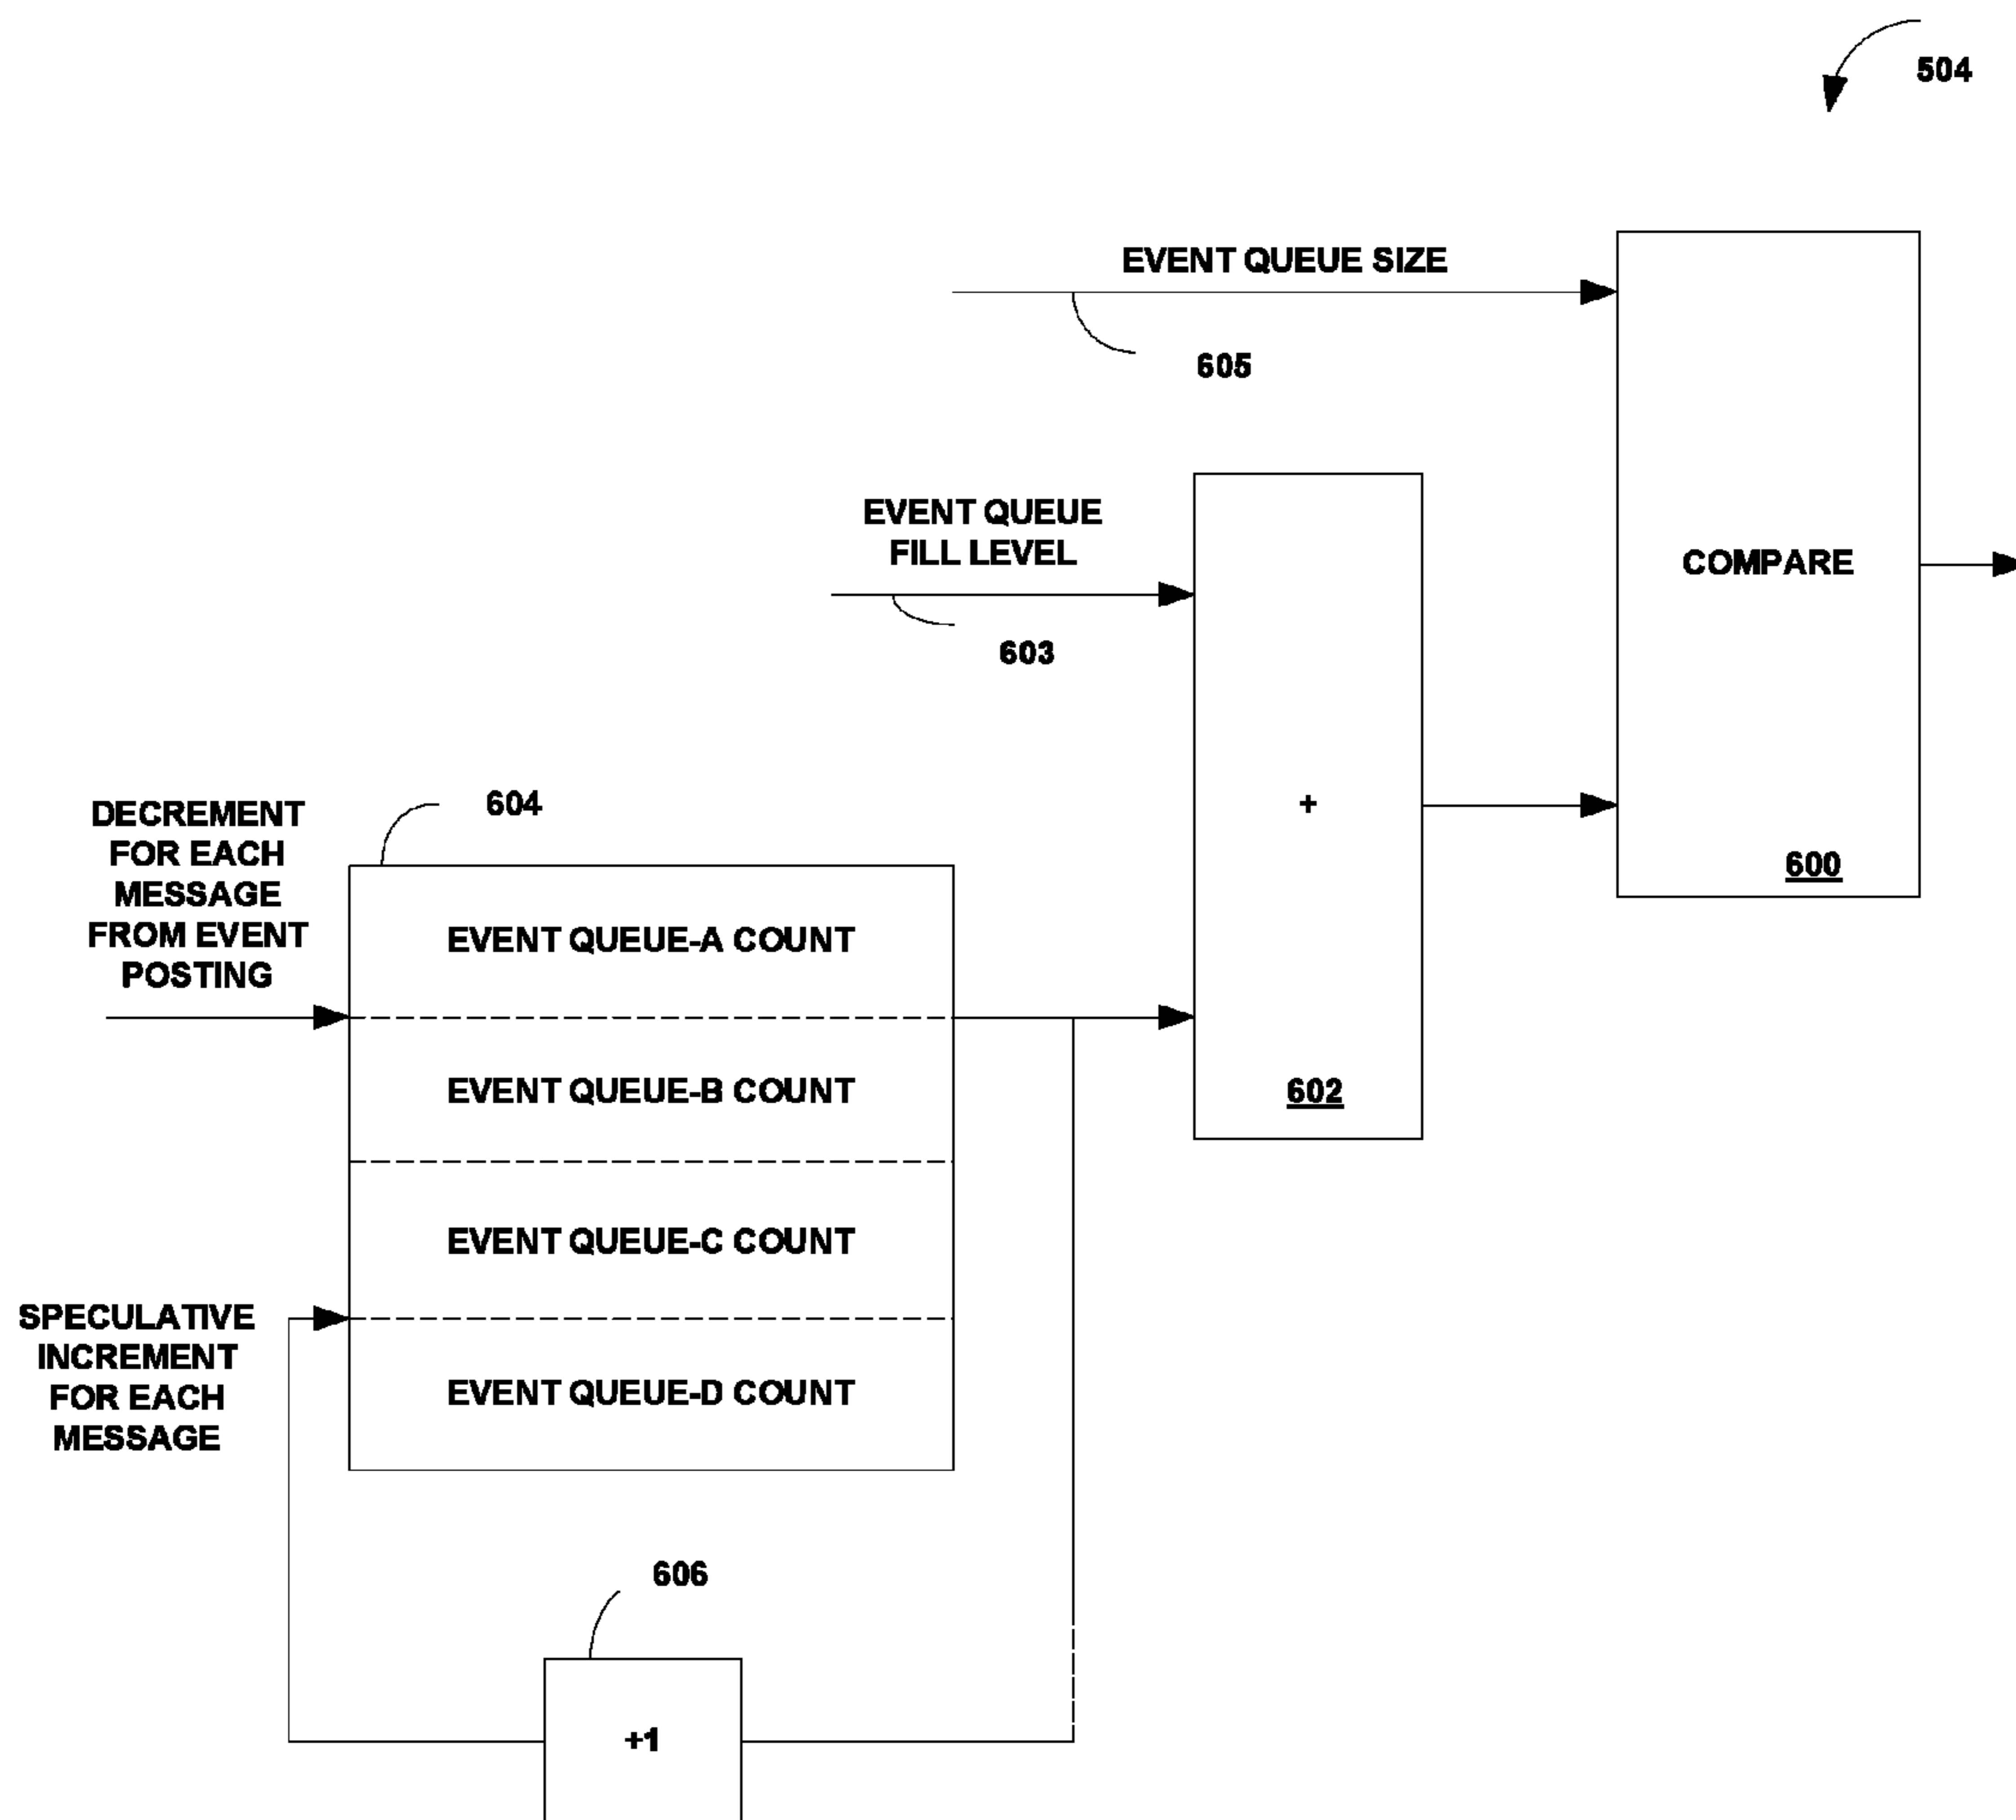 504
EVENT QUEUE SIZE
605
EVENT QUEUE
FILL LEVEL
COMPARE
603
604
DECREMENT
FOR EACH
MESSAGE
FROM EVENT
POSTING
+
600
EVENT QUEUE-A COUNT
EVENT QUEUE-B COUNT
602
EVENT QUEUE-C COUNT
SPECULATIVE
INCREMENT
FOR EACH
MESSAGE
EVENT QUEUE-D COUNT
606
+1